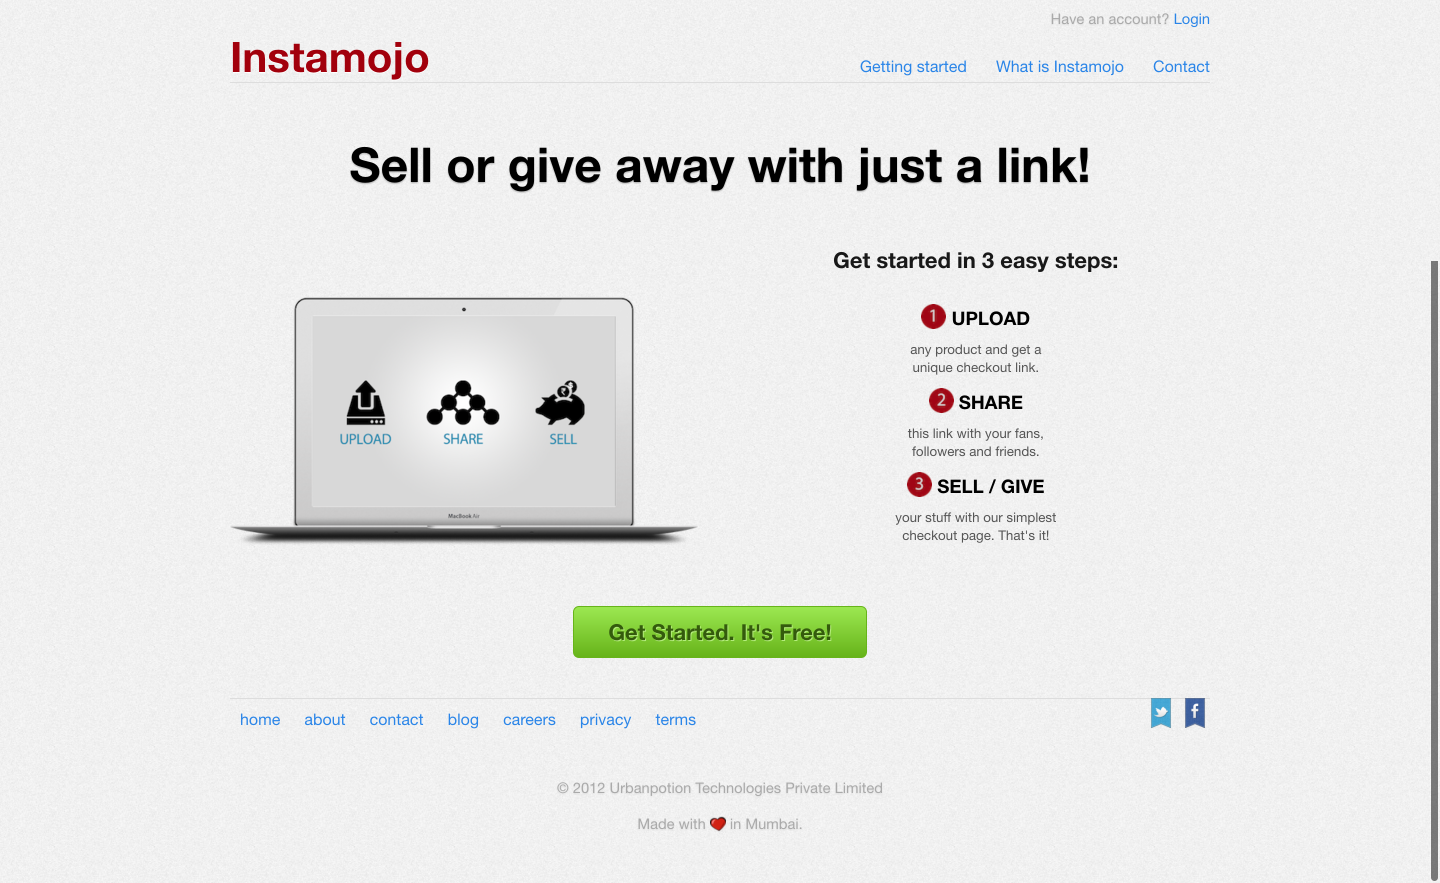 Have an account? Login
Instamojo
Getting started What is Instamojo Contact
Sell or give away with just a link!
UPLOAD SHARE SELL
MacBook Air
Get started in 3 easy steps:
1 UPLOAD
any product and get a
unique checkout link.
2 SHARE
this link with your fans,
followers and friends.
3 SELL / GIVE
your stuff with our simplest
checkout page. That's it!
Get Started. It's Free!
home about contact blog careers privacy terms
© 2012 Urbanpotion Technologies Private Limited
Made with ❤ in Mumbai.